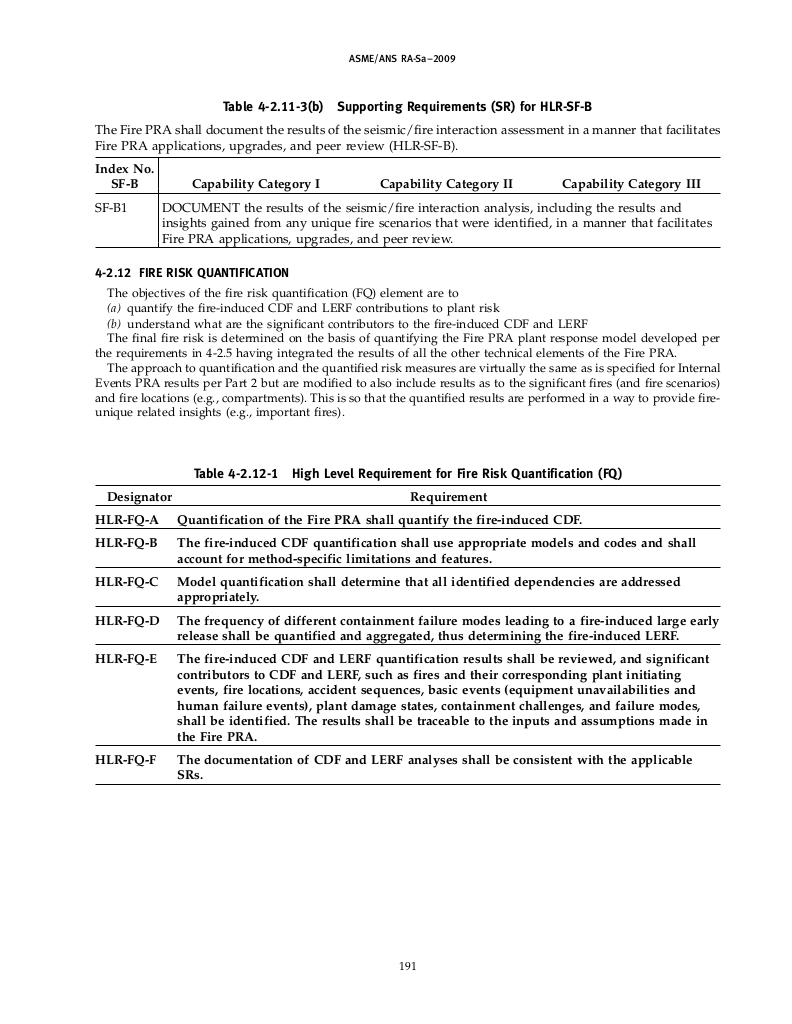 ASME/ANS RA-Sa–2009
Table 4-2.11-3(b) Supporting Requirements (SR) for HLR-SF-B
The Fire PRA shall document the results of the seismic/fire interaction assessment in a manner that facilitates
Fire PRA applications, upgrades, and peer review (HLR-SF-B).
Index No.
SF-B Capability Category I Capability Category II Capability Category III
SF-B1 DOCUMENT the results of the seismic/fire interaction analysis, including the results and
insights gained from any unique fire scenarios that were identified, in a manner that facilitates
Fire PRA applications, upgrades, and peer review.
4-2.12 FIRE RISK QUANTIFICATION
The objectives of the fire risk quantification (FQ) element are to
(a) quantify the fire-induced CDF and LERF contributions to plant risk
(b) understand what are the significant contributors to the fire-induced CDF and LERF
The final fire risk is determined on the basis of quantifying the Fire PRA plant response model developed per
the requirements in 4-2.5 having integrated the results of all the other technical elements of the Fire PRA.
The approach to quantification and the quantified risk measures are virtually the same as is specified for Internal
Events PRA results per Part 2 but are modified to also include results as to the significant fires (and fire scenarios)
and fire locations (e.g., compartments). This is so that the quantified results are performed in a way to provide fire-
unique related insights (e.g., important fires).
Table 4-2.12-1 High Level Requirement for Fire Risk Quantification (FQ)
Designator Requirement
HLR-FQ-A Quantification of the Fire PRA shall quantify the fire-induced CDF.
HLR-FQ-B The fire-induced CDF quantification shall use appropriate models and codes and shall
account for method-specific limitations and features.
HLR-FQ-C Model quantification shall determine that all identified dependencies are addressed
appropriately.
HLR-FQ-D The frequency of different containment failure modes leading to a fire-induced large early
release shall be quantified and aggregated, thus determining the fire-induced LERF.
HLR-FQ-E The fire-induced CDF and LERF quantification results shall be reviewed, and significant
contributors to CDF and LERF, such as fires and their corresponding plant initiating
events, fire locations, accident sequences, basic events (equipment unavailabilities and
human failure events), plant damage states, containment challenges, and failure modes,
shall be identified. The results shall be traceable to the inputs and assumptions made in
the Fire PRA.
HLR-FQ-F The documentation of CDF and LERF analyses shall be consistent with the applicable
SRs.
191